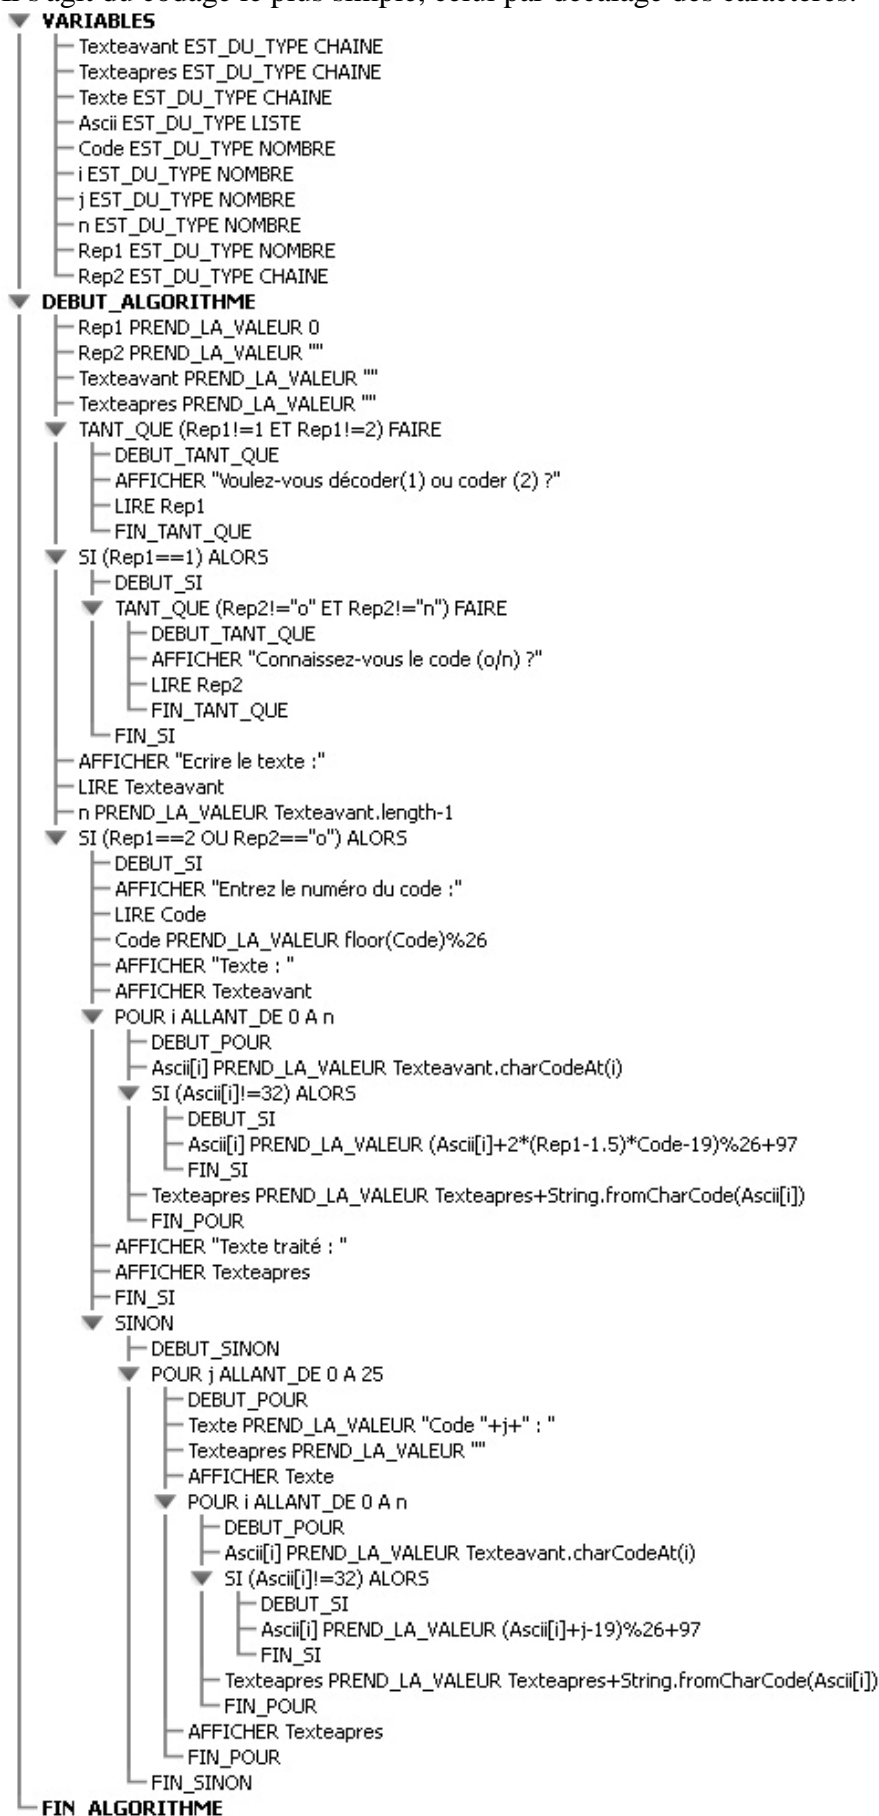 Il s'agit du codage le plus simple, celui par décalage des caractères.
VARIABLES
Texteavant EST_DU_TYPE CHAINE
Texteapres EST_DU_TYPE CHAINE
Texte EST_DU_TYPE CHAINE
Ascii EST_DU_TYPE LISTE
Code EST_DU_TYPE NOMBRE
i EST_DU_TYPE NOMBRE
j EST_DU_TYPE NOMBRE
n EST_DU_TYPE NOMBRE
Rep1 EST_DU_TYPE NOMBRE
Rep2 EST_DU_TYPE CHAINE
DEBUT_ALGORITHME
Rep1 PREND_LA_VALEUR 0
Rep2 PREND_LA_VALEUR ""
Texteavant PREND_LA_VALEUR ""
Texteapres PREND_LA_VALEUR ""
TANT_QUE (Rep1!=1 ET Rep1!=2) FAIRE
DEBUT_TANT_QUE
AFFICHER "Voulez-vous décoder(1) ou coder (2) ?"
LIRE Rep1
FIN_TANT_QUE
SI (Rep1==1) ALORS
DEBUT_SI
TANT_QUE (Rep2!="o" ET Rep2!="n") FAIRE
DEBUT_TANT_QUE
AFFICHER "Connaissez-vous le code (o/n) ?"
LIRE Rep2
FIN_TANT_QUE
FIN_SI
AFFICHER "Ecrire le texte :"
LIRE Texteavant
n PREND_LA_VALEUR Texteavant.length-1
SI (Rep1==2 OU Rep2=="o") ALORS
DEBUT_SI
AFFICHER "Entrez le numéro du code :"
LIRE Code
Code PREND_LA_VALEUR floor(Code)%26
AFFICHER "Texte : "
AFFICHER Texteavant
POUR i ALLANT_DE 0 A n
DEBUT_POUR
Ascii[i] PREND_LA_VALEUR Texteavant.charCodeAt(i)
SI (Ascii[i]!=32) ALORS
DEBUT_SI
Ascii[i] PREND_LA_VALEUR (Ascii[i]+2*(Rep1-1.5)*Code-19)%26+97
FIN_SI
Texteapres PREND_LA_VALEUR Texteapres+String.fromCharCode(Ascii[i])
FIN_POUR
AFFICHER "Texte traité : "
AFFICHER Texteapres
FIN_SI
SINON
DEBUT_SINON
POUR j ALLANT_DE 0 A 25
DEBUT_POUR
Texte PREND_LA_VALEUR "Code "+j+" : "
Texteapres PREND_LA_VALEUR ""
AFFICHER Texte
POUR i ALLANT_DE 0 A n
DEBUT_POUR
Ascii[i] PREND_LA_VALEUR Texteavant.charCodeAt(i)
SI (Ascii[i]!=32) ALORS
DEBUT_SI
Ascii[i] PREND_LA_VALEUR (Ascii[i]+j-19)%26+97
FIN_SI
Texteapres PREND_LA_VALEUR Texteapres+String.fromCharCode(Ascii[i])
FIN_POUR
AFFICHER Texteapres
FIN_POUR
FIN_SINON
FIN_ALGORITHME